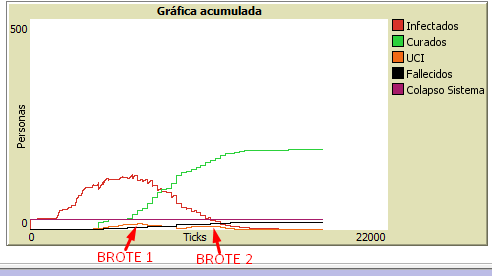 Gráfica acumulada
500
Personas
0
0
Ticks
22000
Infectados
Curados
UCI
Fallecidos
Colapso Sistema
BROTE 1
BROTE 2